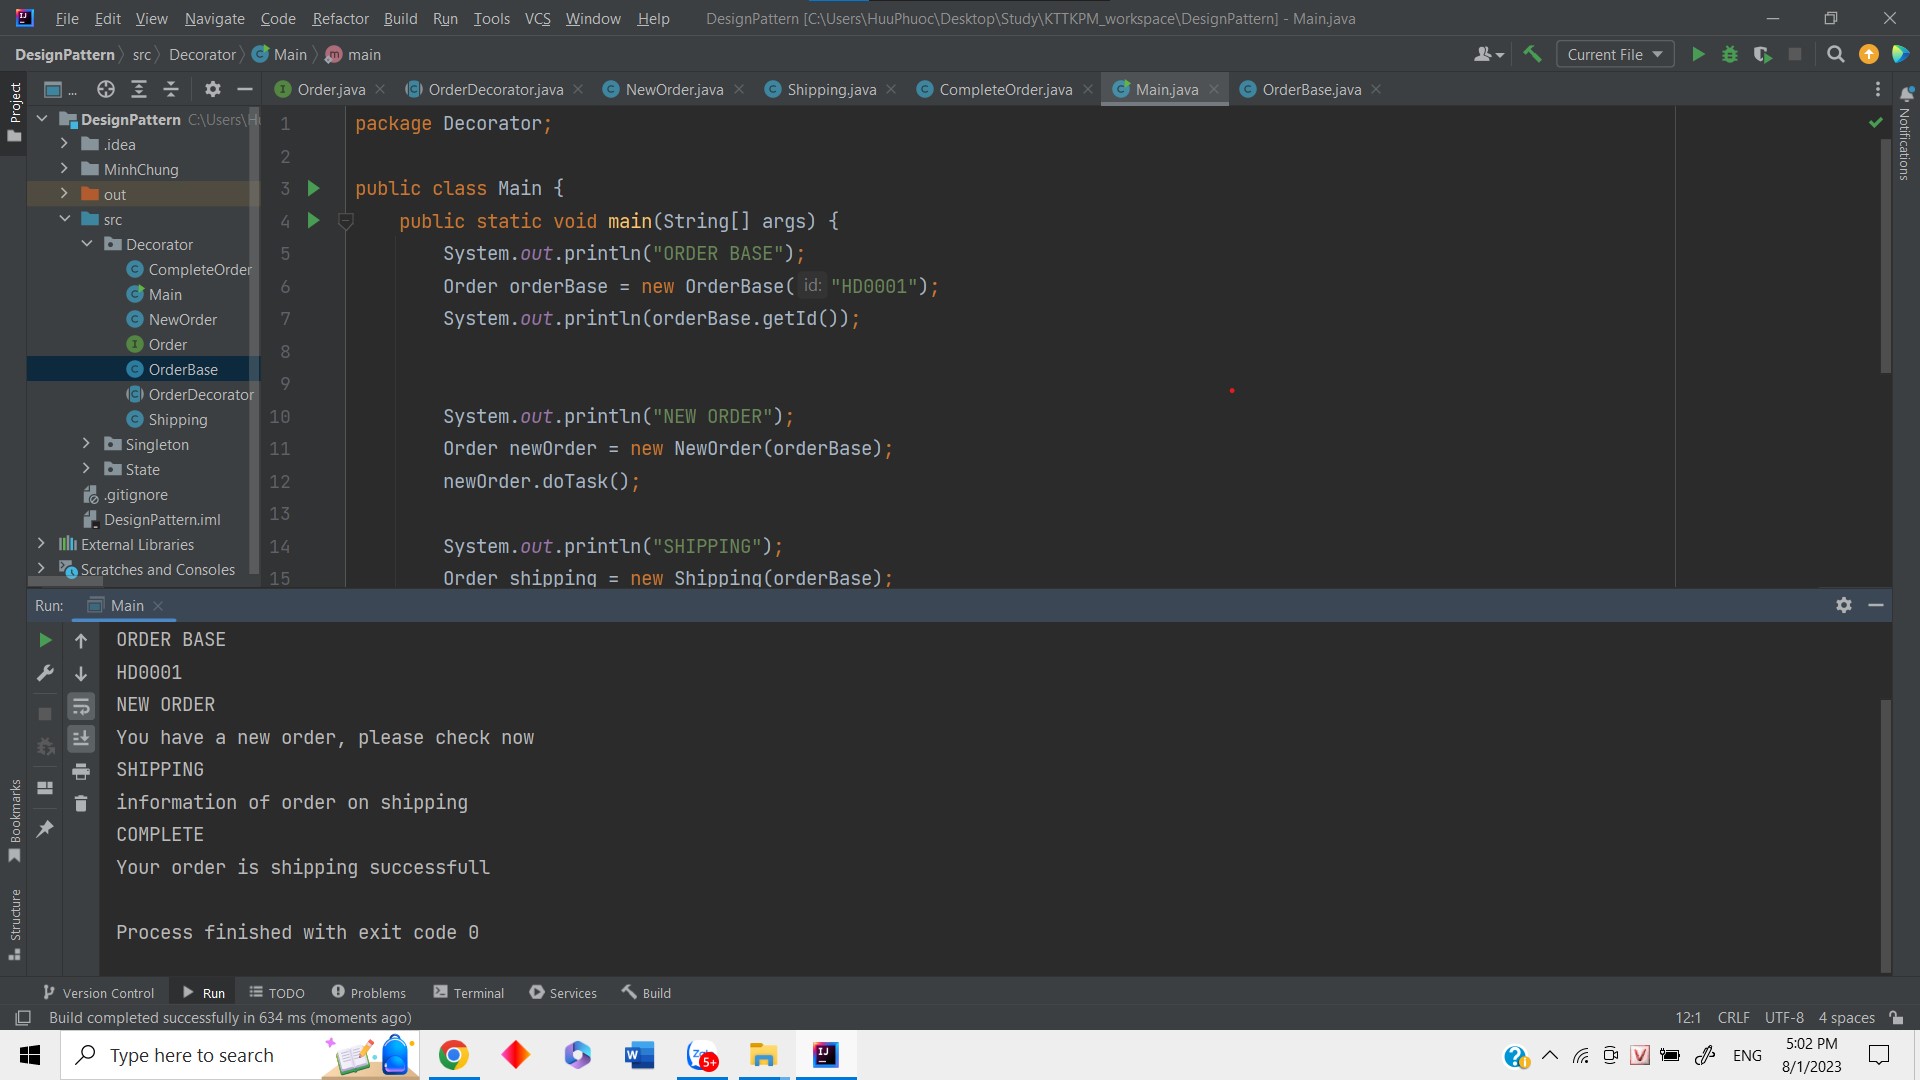 File Edit View Navigate Code Refactor Build Run Tools VCS Window Help DesignPattern [C:\Users\HuuPhuoc\Desktop\Study\KTTKPM_workspace\DesignPattern] - Main.java
DesignPattern src Decorator Main main Current File
Project
... Order.java OrderDecorator.java NewOrder.java Shipping.java CompleteOrder.java Main.java OrderBase.java
Notifications
DesignPattern C:\Users\Hu
.idea
MinhChung
out
src
Decorator
CompleteOrder
Main
NewOrder
Order
OrderBase
OrderDecorator
Shipping
Singleton
State
.gitignore
DesignPattern.iml
External Libraries
Scratches and Consoles
1 package Decorator;
2
3 public class Main {
4 public static void main(String[] args) {
5 System.out.println("ORDER BASE");
6 Order orderBase = new OrderBase( id: "HD0001");
7 System.out.println(orderBase.getId());
8
9
10 System.out.println("NEW ORDER");
11 Order newOrder = new NewOrder(orderBase);
12 newOrder.doTask();
13
14 System.out.println("SHIPPING");
15 Order shipping = new Shipping(orderBase);
Run: Main
ORDER BASE
HD0001
NEW ORDER
You have a new order, please check now
SHIPPING
information of order on shipping
COMPLETE
Your order is shipping successfull
Process finished with exit code 0
Bookmarks
Structure
Version Control Run TODO Problems Terminal Services Build
Build completed successfully in 634 ms (moments ago) 12:1 CRLF UTF-8 4 spaces
Type here to search
5+
ENG
5:02 PM
8/1/2023